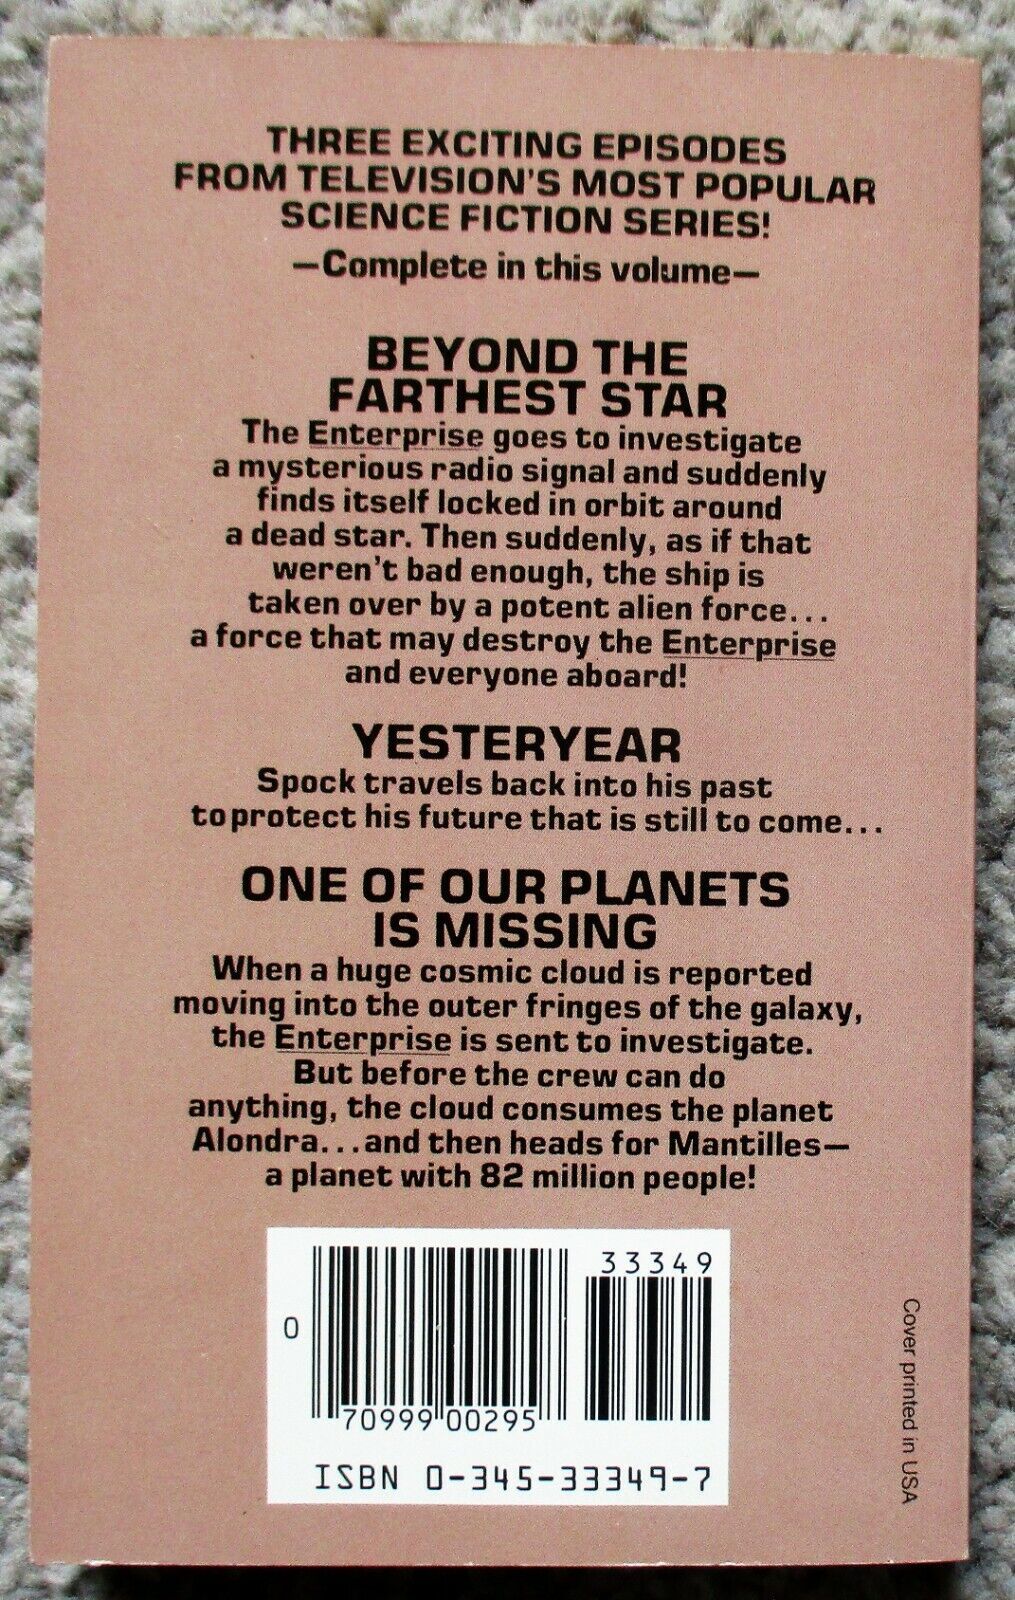 THREE EXCITING EPISODES
FROM TELEVISION'S MOST POPULAR
SCIENCE FICTION SERIES!
—Complete in this volume—
BEYOND THE
FARTHEST STAR
The Enterprise goes to investigate
a mysterious radio signal and suddenly
finds itself locked in orbit around
a dead star. Then suddenly, as if that
weren't bad enough, the ship is
taken over by a potent alien force...
a force that may destroy the Enterprise
and everyone aboard!
YESTERYEAR
Spock travels back into his past
to protect his future that is still to come...
ONE OF OUR PLANETS
IS MISSING
When a huge cosmic cloud is reported
moving into the outer fringes of the galaxy,
the Enterprise is sent to investigate.
But before the crew can do
anything, the cloud consumes the planet
Alondra...and then heads for Mantilles—
a planet with 82 million people!
33349
0
70999 00295
ISBN 0-345-33349-7
Cover printed in USA